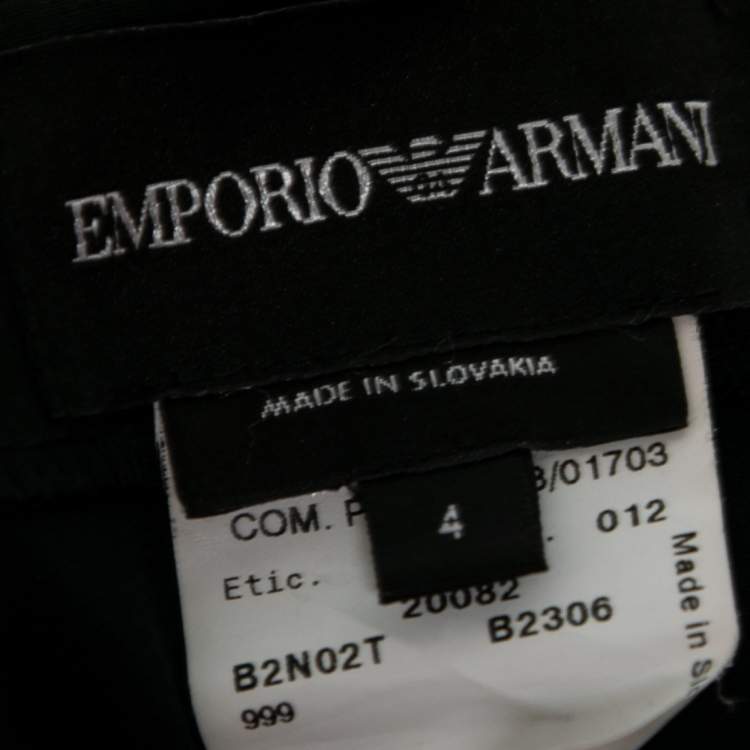 EMPORIO ARMANI
MADE IN SLOVAKIA
4
/01703
COM. 012
Etic.
20082
B2N02T B2306
999
Made in